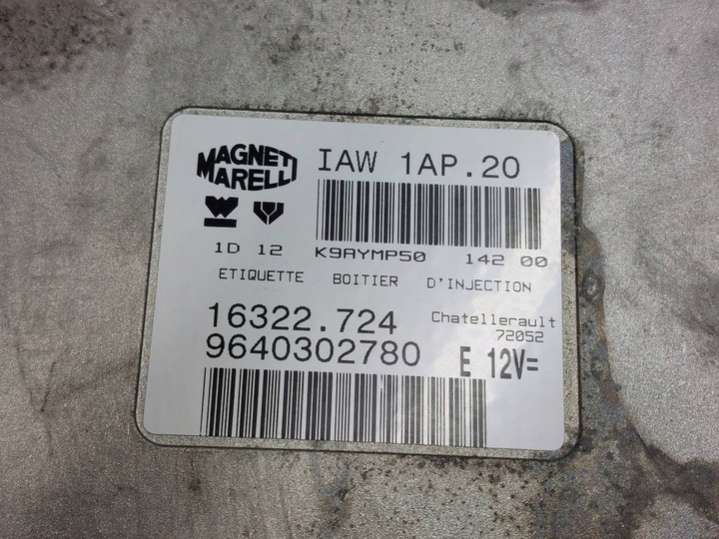 MAGNETI
MARELLI
IAW 1AP.20
1D 12 K9AYMP50 142 00
ETIQUETTE BOITIER D'INJECTION
16322.724
Chatellerault
72052
9640302780
E 12V=